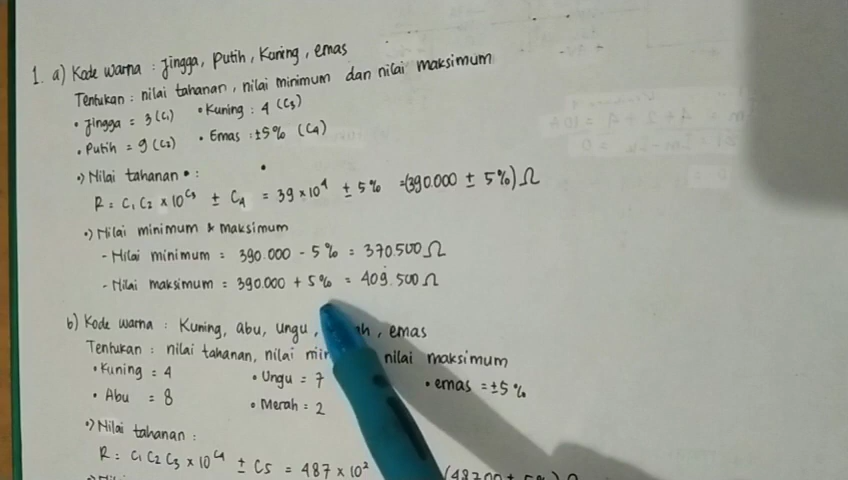 1. a) Kode warna : Jingga, putih, Kuning, emas
Tentukan : nilai tahanan, nilai minimum dan nilai maksimum
• Jingga = 3 (C1) • Kuning : 4 (C3)
• Putih = 9 (C2) • Emas : ±5% (C4)
•) Nilai tahanan • :
R = C1 C2 × 10^C3 ± C4 = 39 × 10^4 ± 5% = (390.000 ± 5%) Ω
•) Nilai minimum & maksimum
- Nilai minimum = 390.000 - 5% = 370.500 Ω
- Nilai maksimum = 390.000 + 5% = 409.500 Ω
b) Kode warna : Kuning, abu, ungu, emas
Tentukan : nilai tahanan, nilai nilai maksimum
• Kuning = 4 • Ungu = 7 • emas = ±5%
• Abu = 8 • Merah = 2
•) Nilai tahanan :
R = C1 C2 C3 × 10^C4 ± C5 = 487 × 10^2